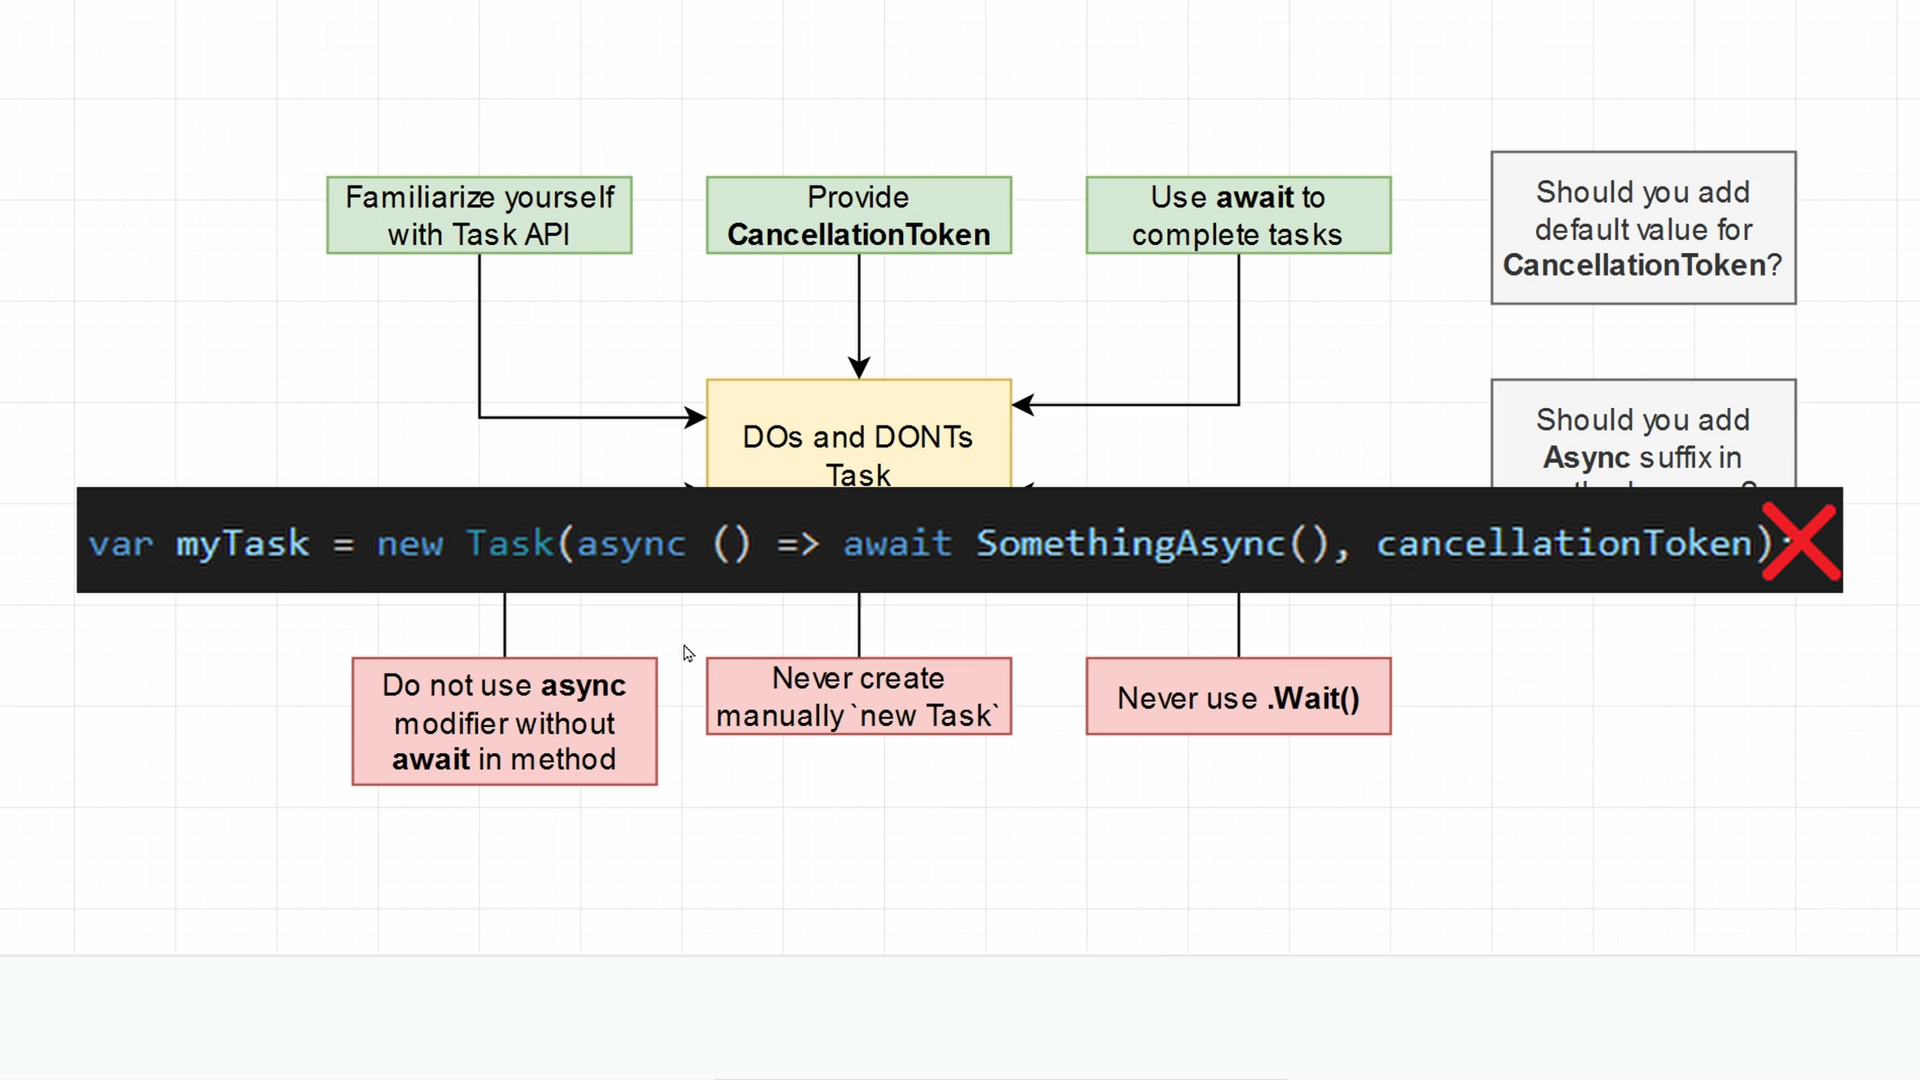 Familiarize yourself
with Task API
Provide
CancellationToken
Use await to
complete tasks
Should you add
default value for
CancellationToken?
DOs and DONTs
Task
Should you add
Async suffix in
var myTask = new Task(async () => await SomethingAsync(), cancellationToken);
Do not use async
modifier without
await in method
Never create
manually `new Task`
Never use .Wait()